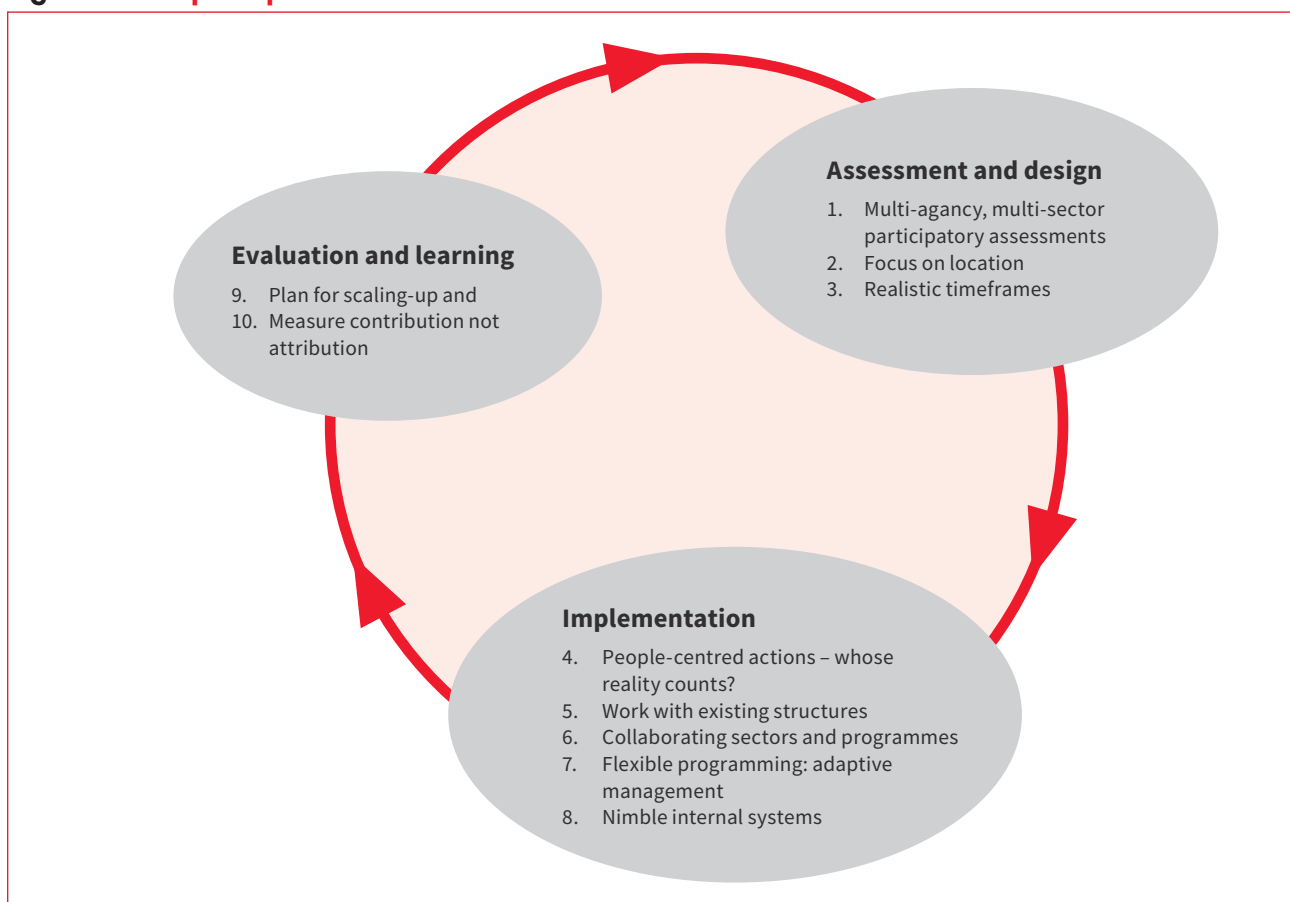 Assessment and design
1. Multi-agancy, multi-sector
participatory assessments
2. Focus on location
3. Realistic timeframes
Implementation
4. People-centred actions – whose
reality counts?
5. Work with existing structures
6. Collaborating sectors and programmes
7. Flexible programming: adaptive
management
8. Nimble internal systems
Evaluation and learning
9. Plan for scaling-up and
10. Measure contribution not
attribution